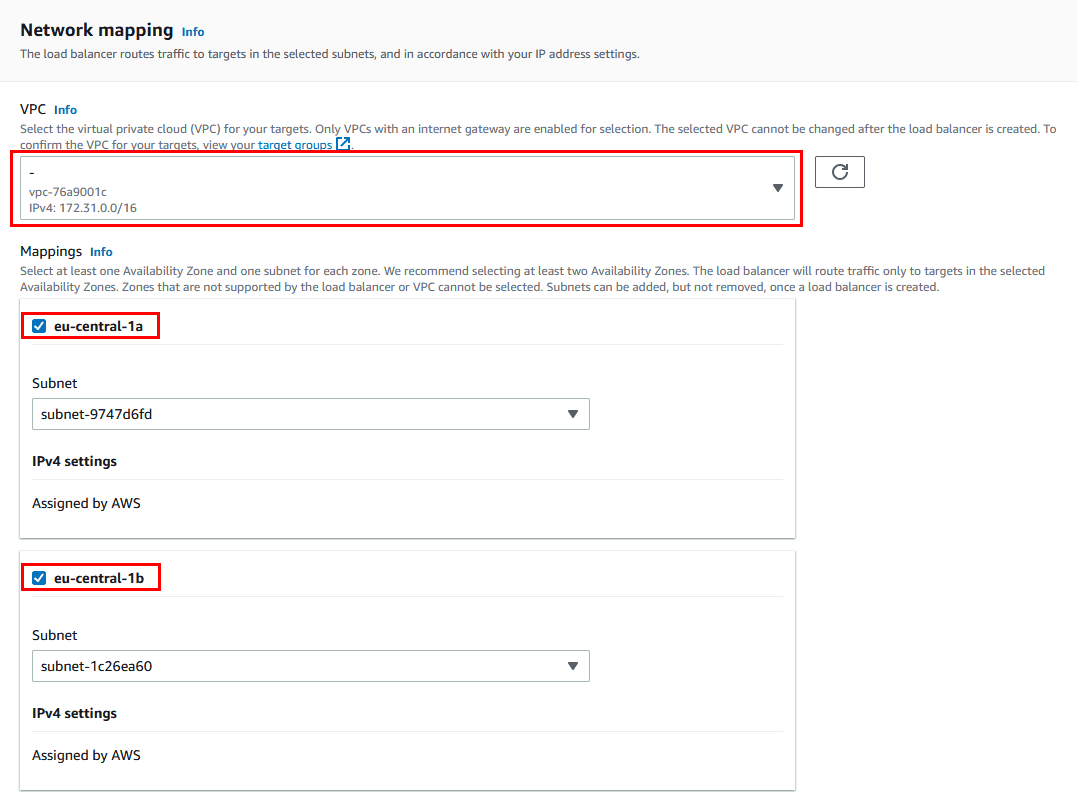 Network mapping Info
The load balancer routes traffic to targets in the selected subnets, and in accordance with your IP address settings.
VPC Info
Select the virtual private cloud (VPC) for your targets. Only VPCs with an internet gateway are enabled for selection. The selected VPC cannot be changed after the load balancer is created. To
confirm the VPC for your targets, view your target groups.
-
vpc-76a9001c
IPv4: 172.31.0.0/16
Mappings Info
Select at least one Availability Zone and one subnet for each zone. We recommend selecting at least two Availability Zones. The load balancer will route traffic only to targets in the selected
Availability Zones. Zones that are not supported by the load balancer or VPC cannot be selected. Subnets can be added, but not removed, once a load balancer is created.
eu-central-1a
Subnet
subnet-9747d6fd
IPv4 settings
Assigned by AWS
eu-central-1b
Subnet
subnet-1c26ea60
IPv4 settings
Assigned by AWS